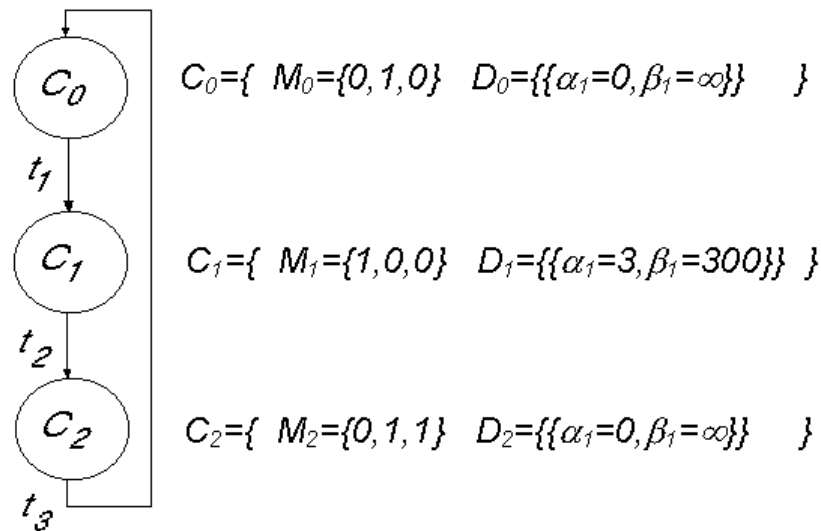 C₀ C₀={ M₀={0,1,0} D₀={{α₁=0,β₁=∞}} }
t₁
C₁ C₁={ M₁={1,0,0} D₁={{α₁=3,β₁=300}} }
t₂
C₂ C₂={ M₂={0,1,1} D₂={{α₁=0,β₁=∞}} }
t₃